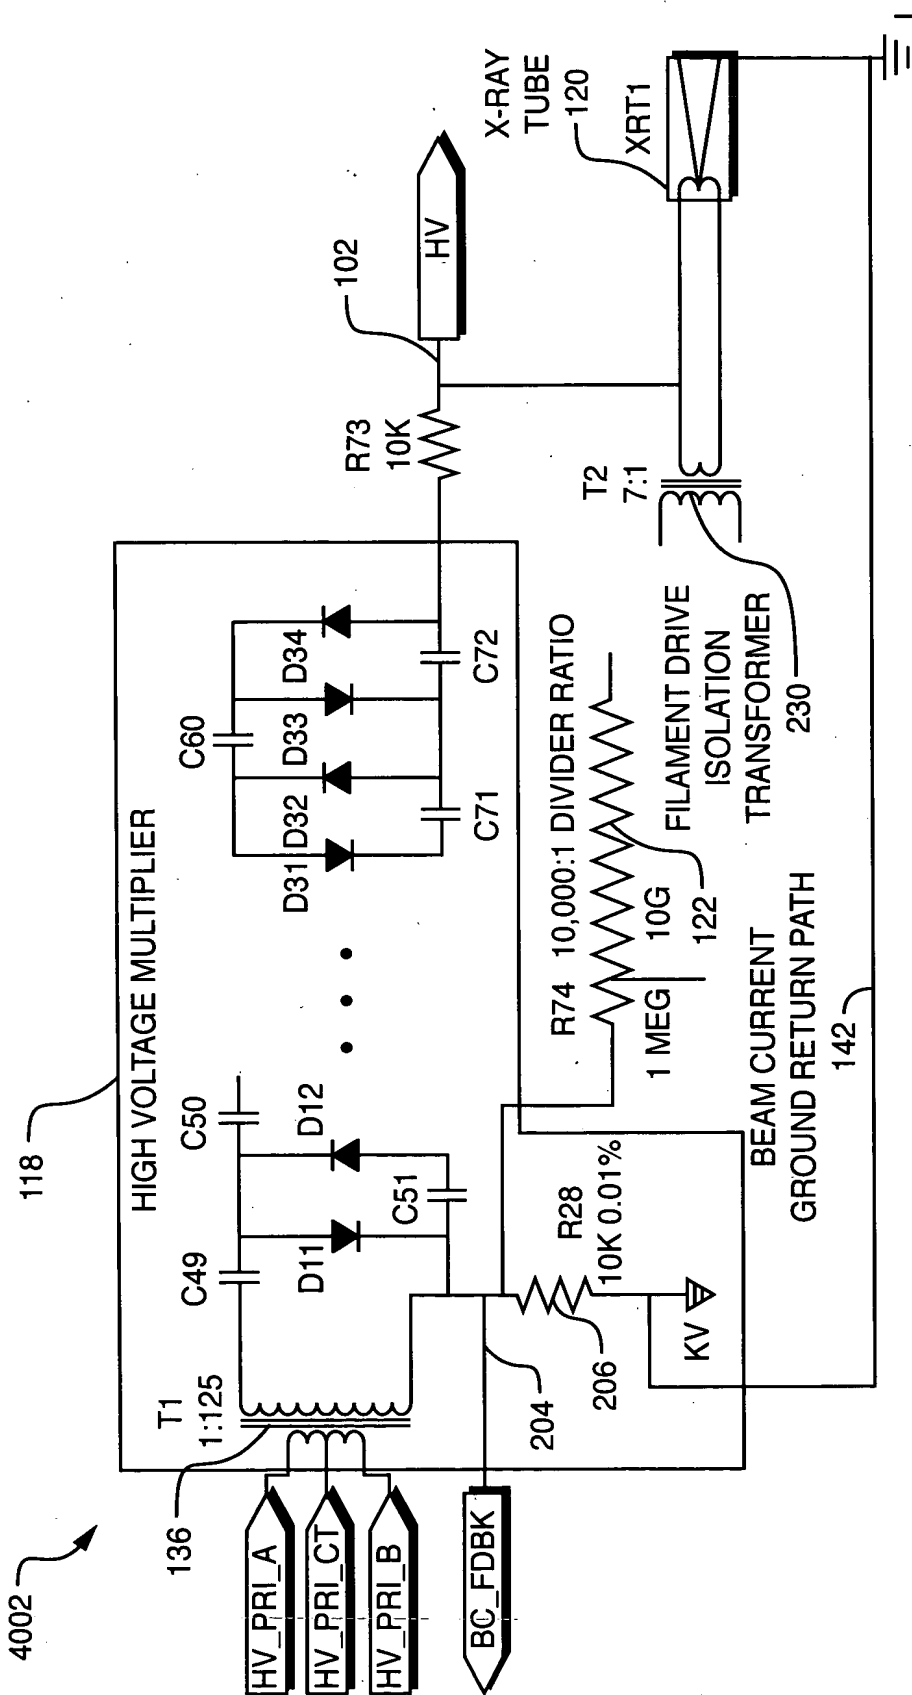 4002
118
HIGH VOLTAGE MULTIPLIER
136
T1
1:125
C49
C50
D11
D12
C51
C60
D31
D32
D33
D34
C71
C72
R73
10K
102
HV
X-RAY
TUBE
120
XRT1
HV_PRI_A
HV_PRI_CT
HV_PRI_B
BC_FDBK
204
206
R28
10K 0.01%
KV
R74
10,000:1 DIVIDER RATIO
1 MEG
10G
122
T2
7:1
FILAMENT DRIVE
ISOLATION
TRANSFORMER
230
BEAM CURRENT
GROUND RETURN PATH
142